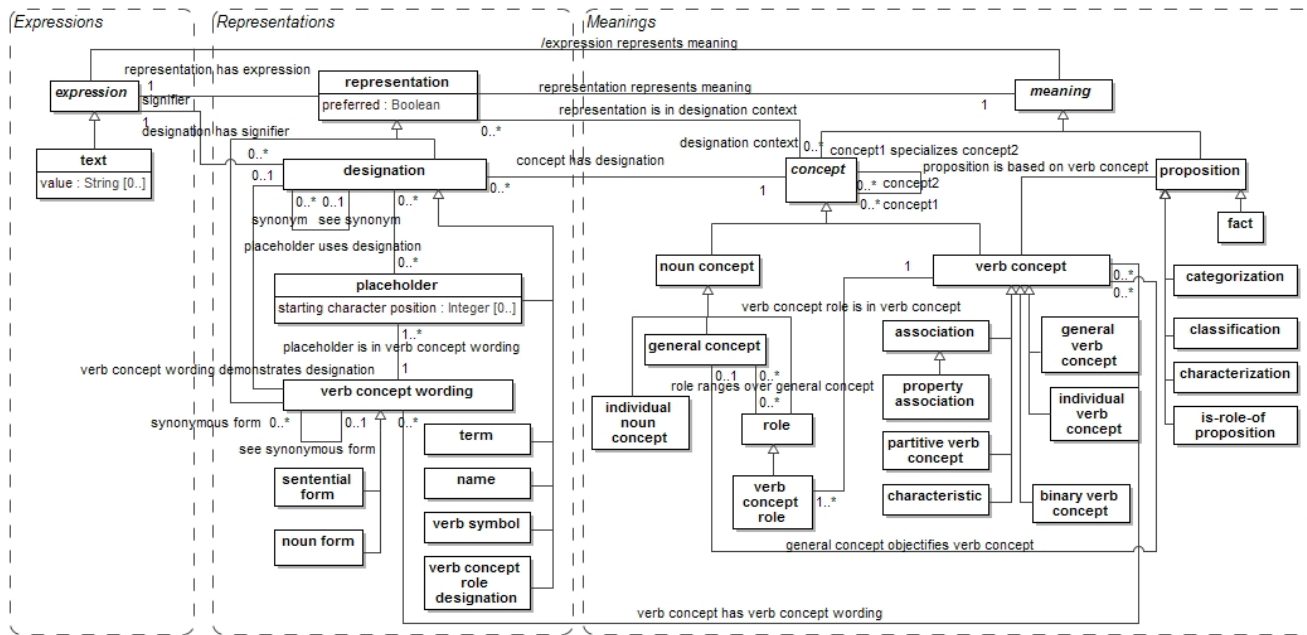 Expressions
Representations
Meanings
/expression represents meaning
representation has expression
representation
preferred : Boolean
representation represents meaning
meaning
1
expression
1
signifier
1
representation is in designation context
0..*
designation has signifier
text
value : String [0..]
0..*
0..1
designation
concept has designation
0..*
1
designation context
0..*
concept1 specializes concept2
proposition is based on verb concept
concept
0..* concept2
0..* concept1
proposition
fact
0..*
0..1
0..*
synonym
see synonym
placeholder uses designation
0..*
placeholder
starting character position : Integer [0..]
1..*
placeholder is in verb concept wording
verb concept wording demonstrates designation
1
verb concept wording
synonymous form
0..*
0..1
0..*
see synonymous form
sentential
form
noun form
term
name
verb symbol
verb concept
role
designation
noun concept
1
verb concept
0..*
0..*
verb concept role is in verb concept
general concept
0..1
0..*
role ranges over general concept
0..*
individual
noun
concept
role
verb
concept
role
1..*
association
property
association
partitive verb
concept
characteristic
general
verb
concept
individual
verb
concept
binary verb
concept
categorization
classification
characterization
is-role-of
proposition
general concept objectifies verb concept
verb concept has verb concept wording